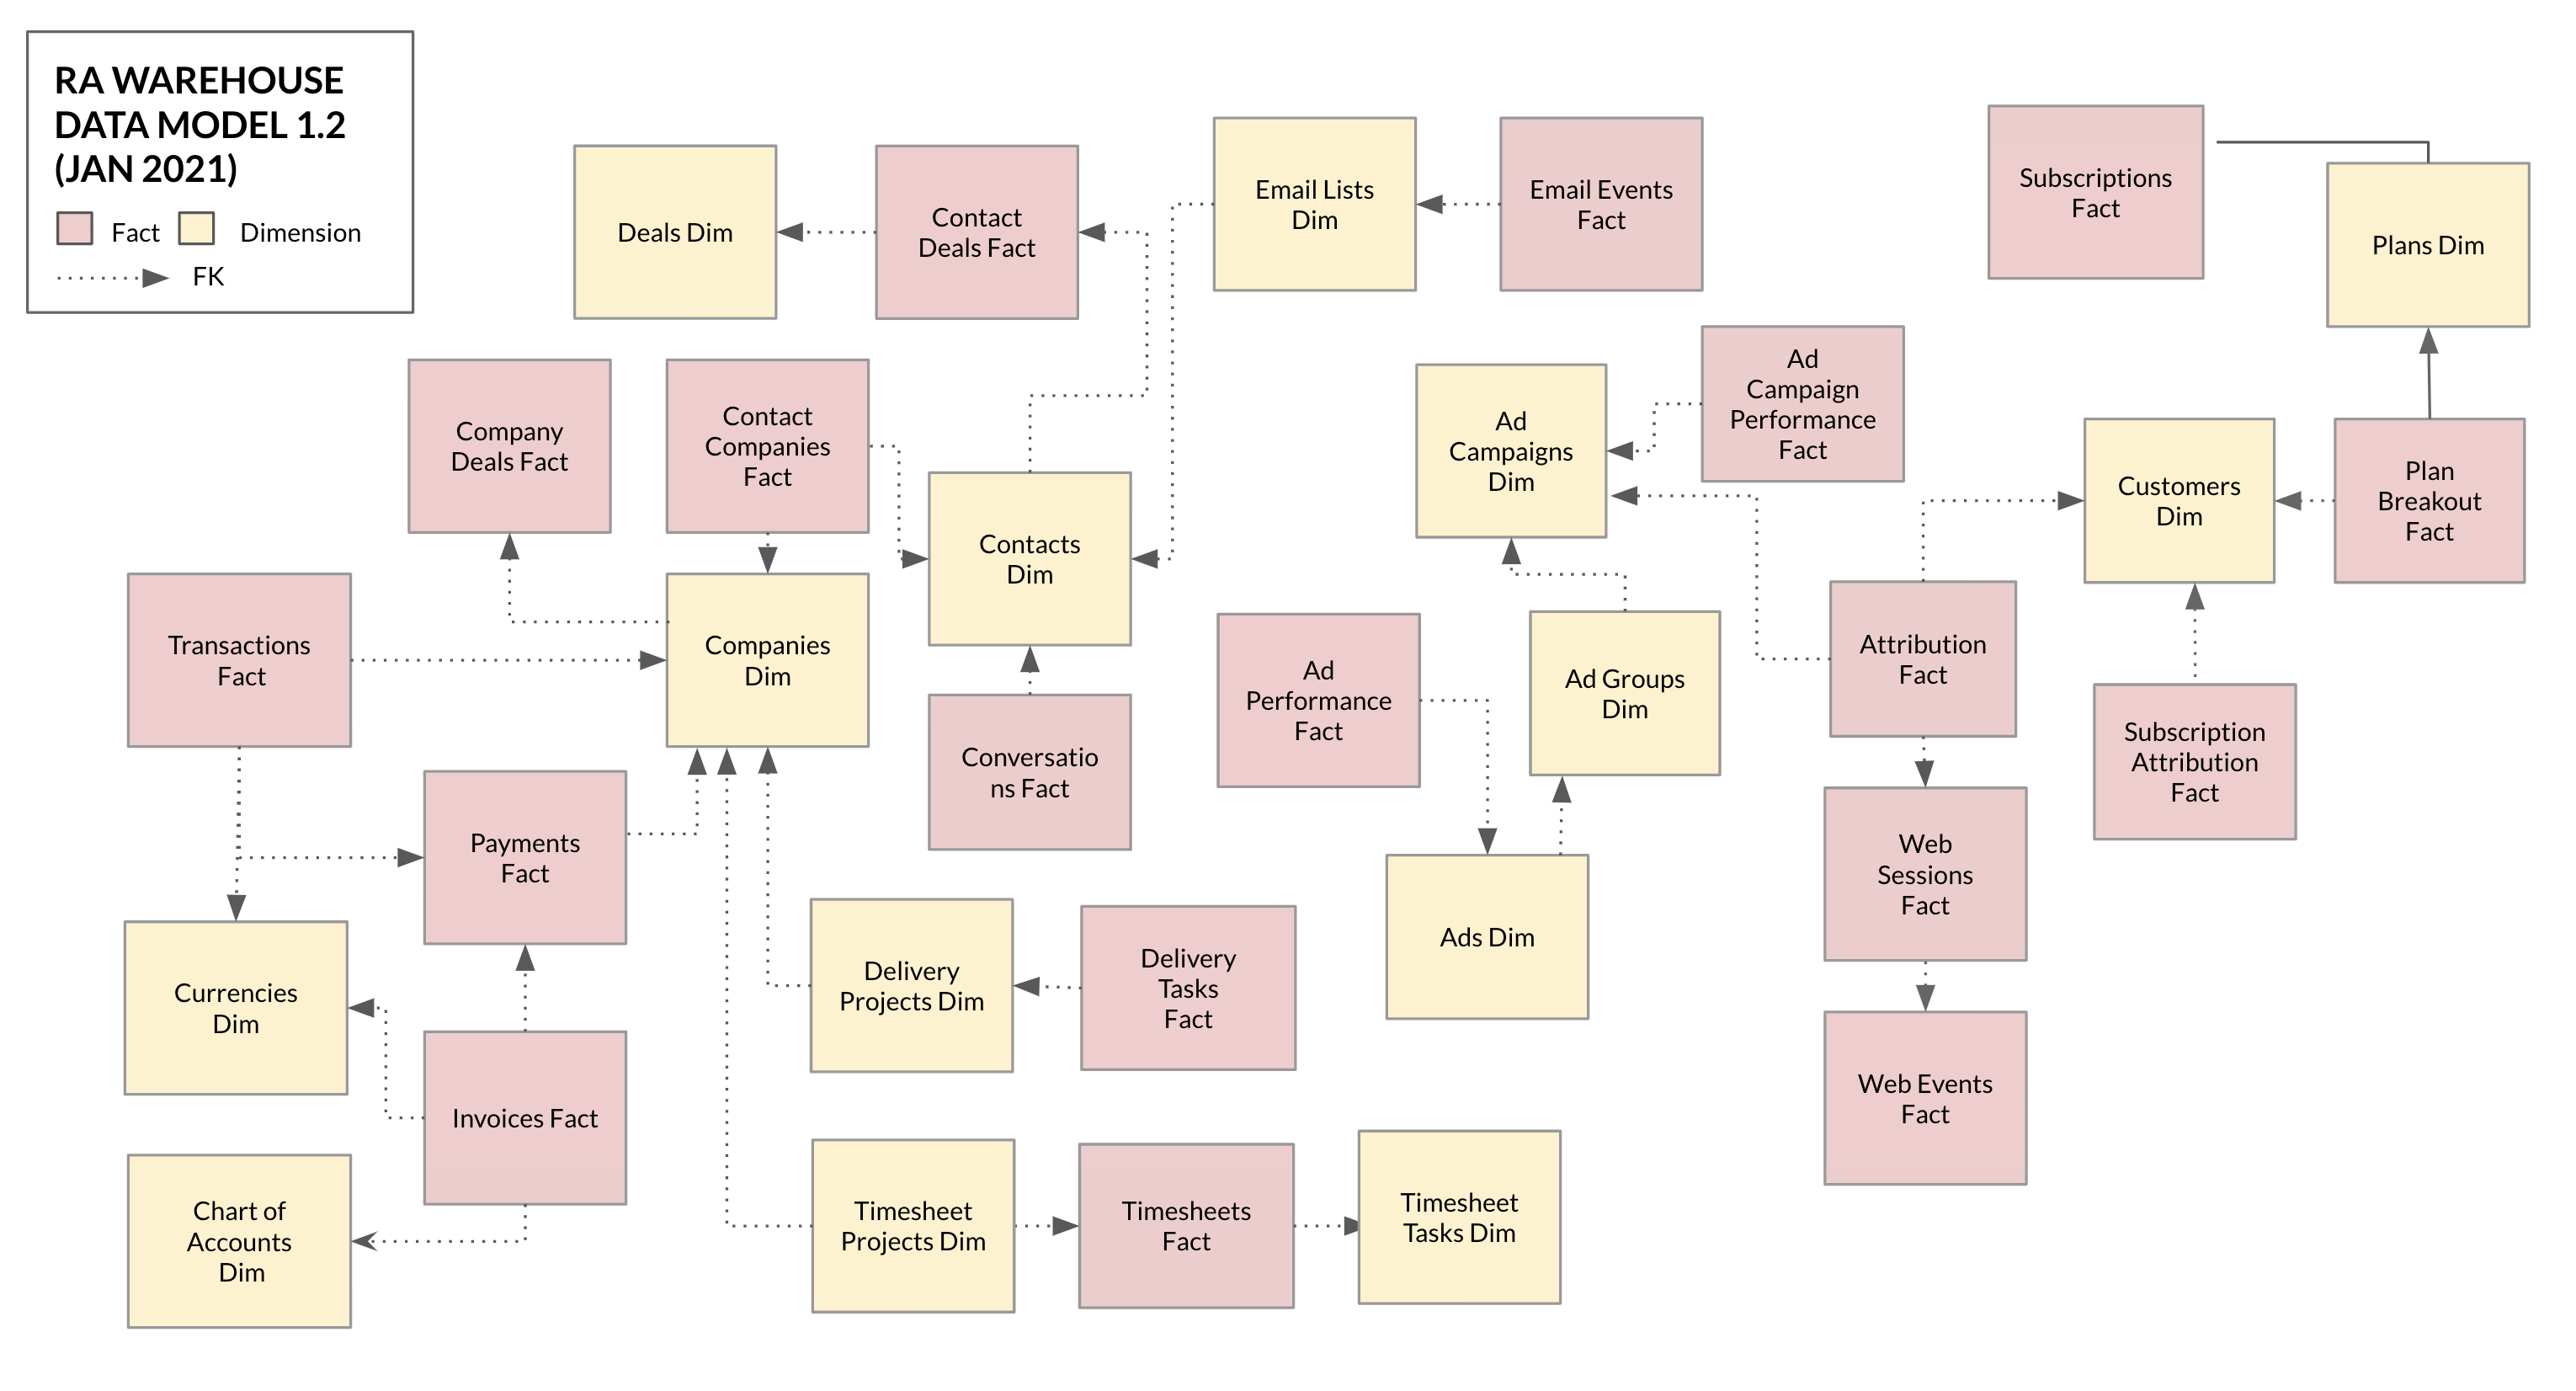 RA WAREHOUSE
DATA MODEL 1.2
(JAN 2021)
Fact
Dimension
FK
Deals Dim
Contact
Deals Fact
Email Lists
Dim
Email Events
Fact
Subscriptions
Fact
Plans Dim
Company
Deals Fact
Contact
Companies
Fact
Contacts
Dim
Ad
Campaigns
Dim
Ad
Campaign
Performance
Fact
Customers
Dim
Plan
Breakout
Fact
Transactions
Fact
Companies
Dim
Conversatio
ns Fact
Ad
Performance
Fact
Ad Groups
Dim
Attribution
Fact
Subscription
Attribution
Fact
Payments
Fact
Web
Sessions
Fact
Currencies
Dim
Delivery
Projects Dim
Delivery
Tasks
Fact
Ads Dim
Invoices Fact
Web Events
Fact
Chart of
Accounts
Dim
Timesheet
Projects Dim
Timesheets
Fact
Timesheet
Tasks Dim